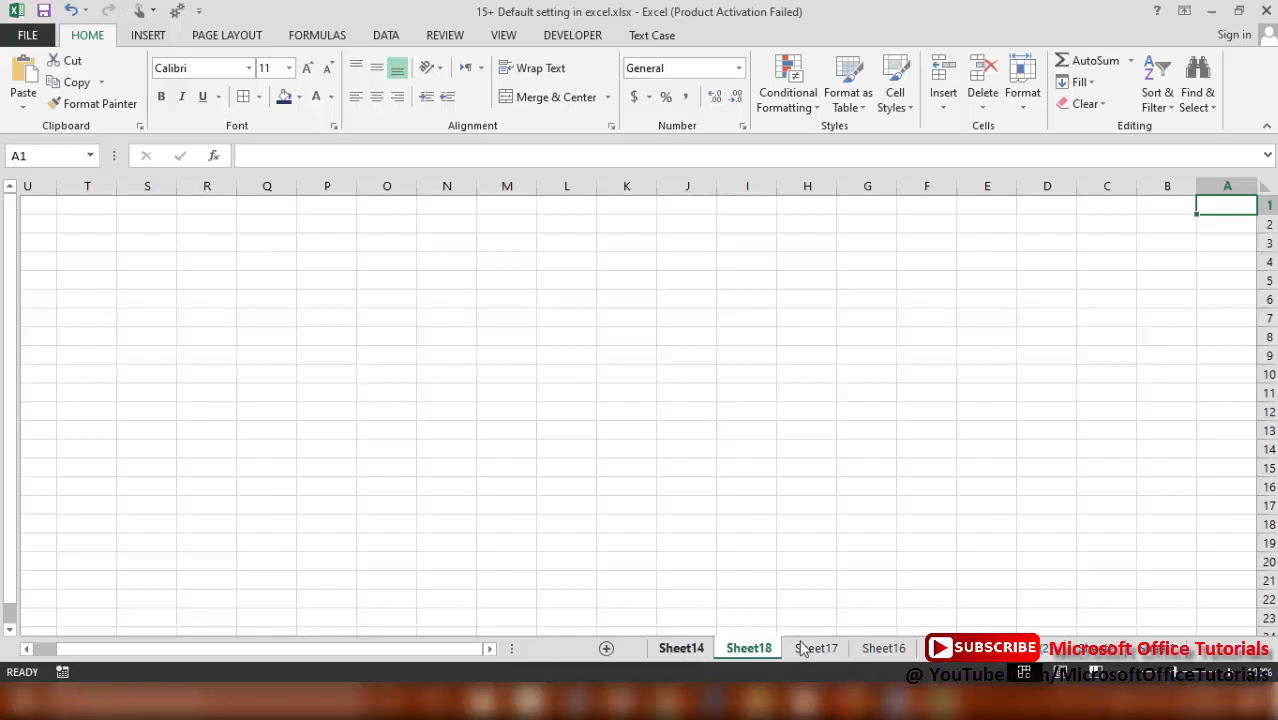 15+ Default setting in excel.xlsx - Excel (Product Activation Failed)
?
Sign in
FILE HOME INSERT PAGE LAYOUT FORMULAS DATA REVIEW VIEW DEVELOPER Text Case
Paste
Cut
Copy
Format Painter
Clipboard
Calibri 11 A A
B I U A
Font
Wrap Text
Merge & Center
Alignment
General
$ % ,
Number
Conditional Formatting
Format as Table
Cell Styles
Styles
Insert
Delete
Format
Cells
AutoSum
Fill
Clear
Sort & Filter
Find & Select
Editing
A1
fx
U T S R Q P O N M L K J I H G F E D C B A
1
2
3
4
5
6
7
8
9
10
11
12
13
14
15
16
17
18
19
20
21
22
23
Sheet14 Sheet18 Sheet17 Sheet16
SUBSCRIBE Microsoft Office Tutorials
READY